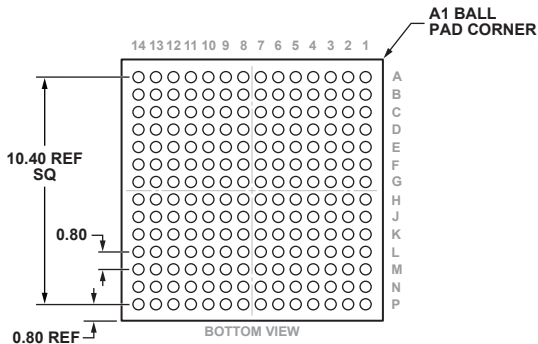 A1 BALL
PAD CORNER
14 13 12 11 10 9 8 7 6 5 4 3 2 1
A
B
C
D
E
F
G
H
J
K
L
M
N
P
10.40 REF
SQ
0.80
0.80 REF
BOTTOM VIEW